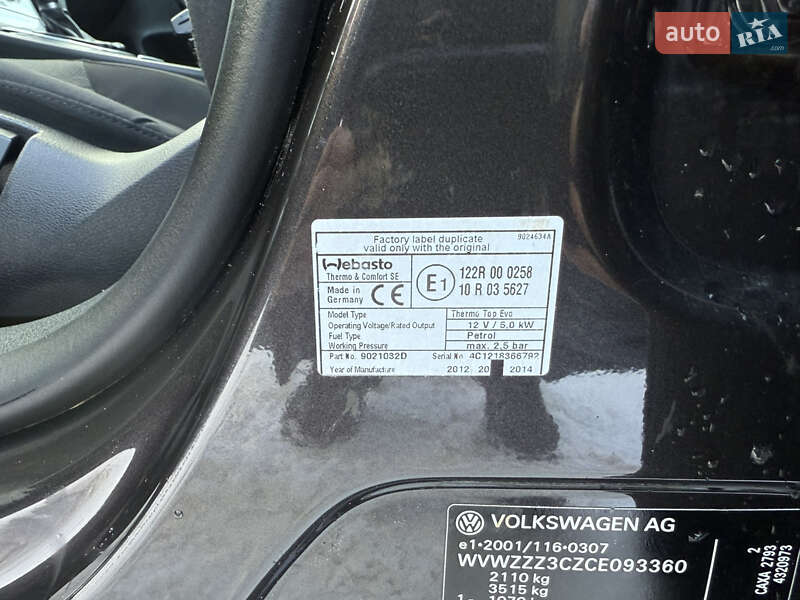 auto RIA.com
Factory label duplicate
valid only with the original
9024634A
Webasto
Thermo & Comfort SE
Made in
Germany
CE
E1
122R 00 0258
10 R 03 5627
Model Type Thermo Top Evo
Operating Voltage/Rated Output 12 V / 5.0 kW
Fuel Type Petrol
Working Pressure max. 2,5 bar
Part No. 9021032D Serial No. 4C1218366792
Year of Manufacture 2012 20 2014
VOLKSWAGEN AG
e1*2001/116*0307
WVWZZZ3CZCE093360
2110 kg
3515 kg
2
CAXA 2793
4320973